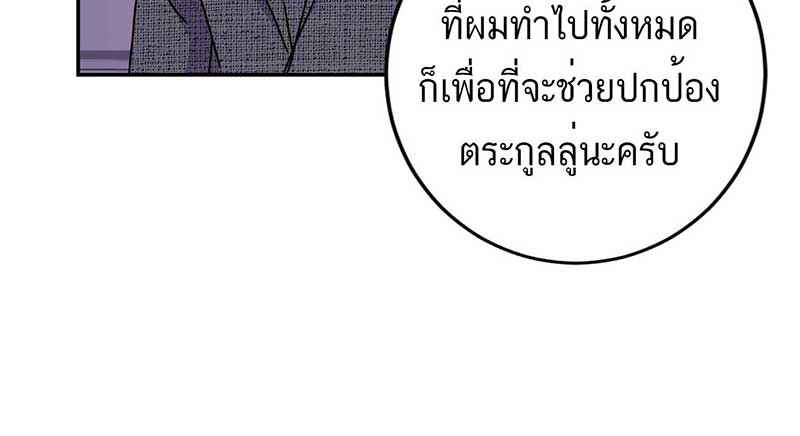 ที่ผมทำไปทั้งหมด
ก็เพื่อที่จะช่วยปกป้อง
ตระกูลลู่นะครับ